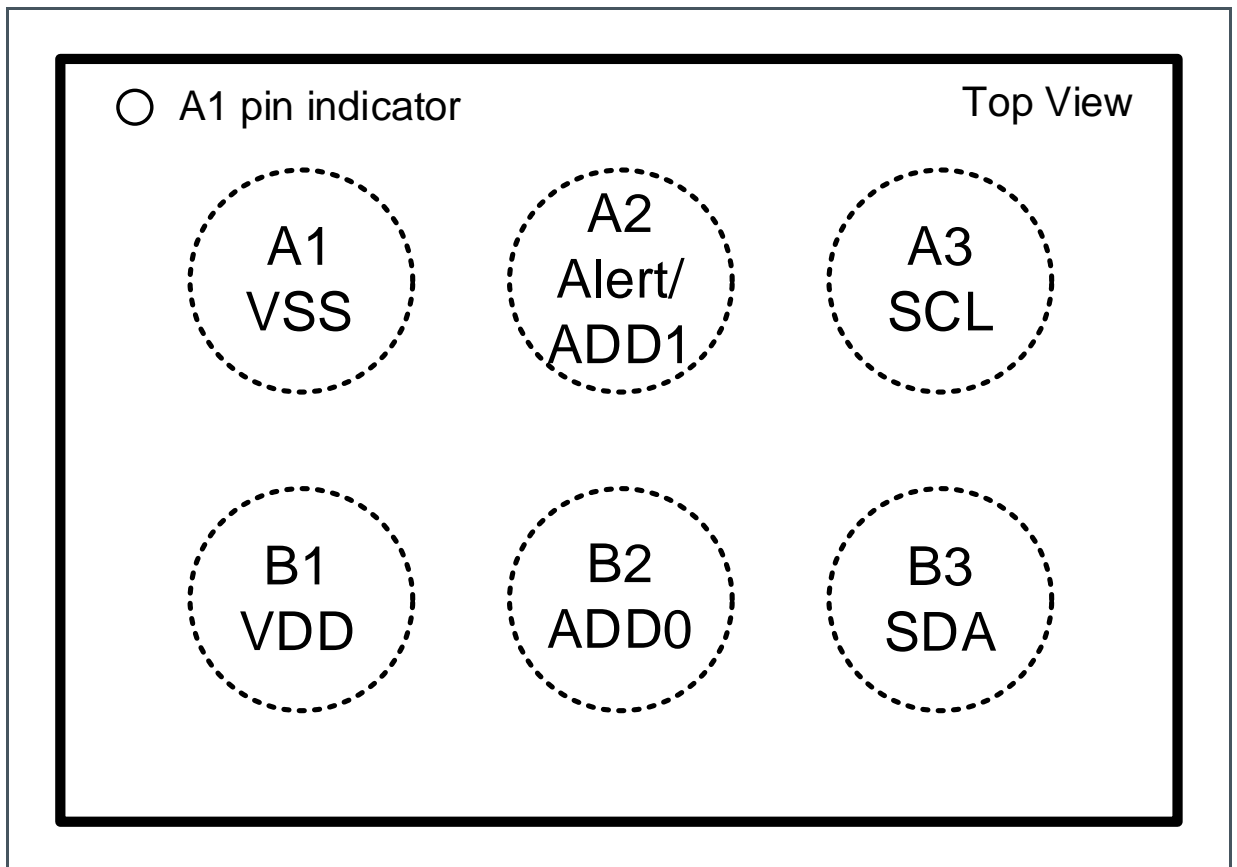 A1 pin indicator
Top View
A1
VSS
A2
Alert/
ADD1
A3
SCL
B1
VDD
B2
ADD0
B3
SDA